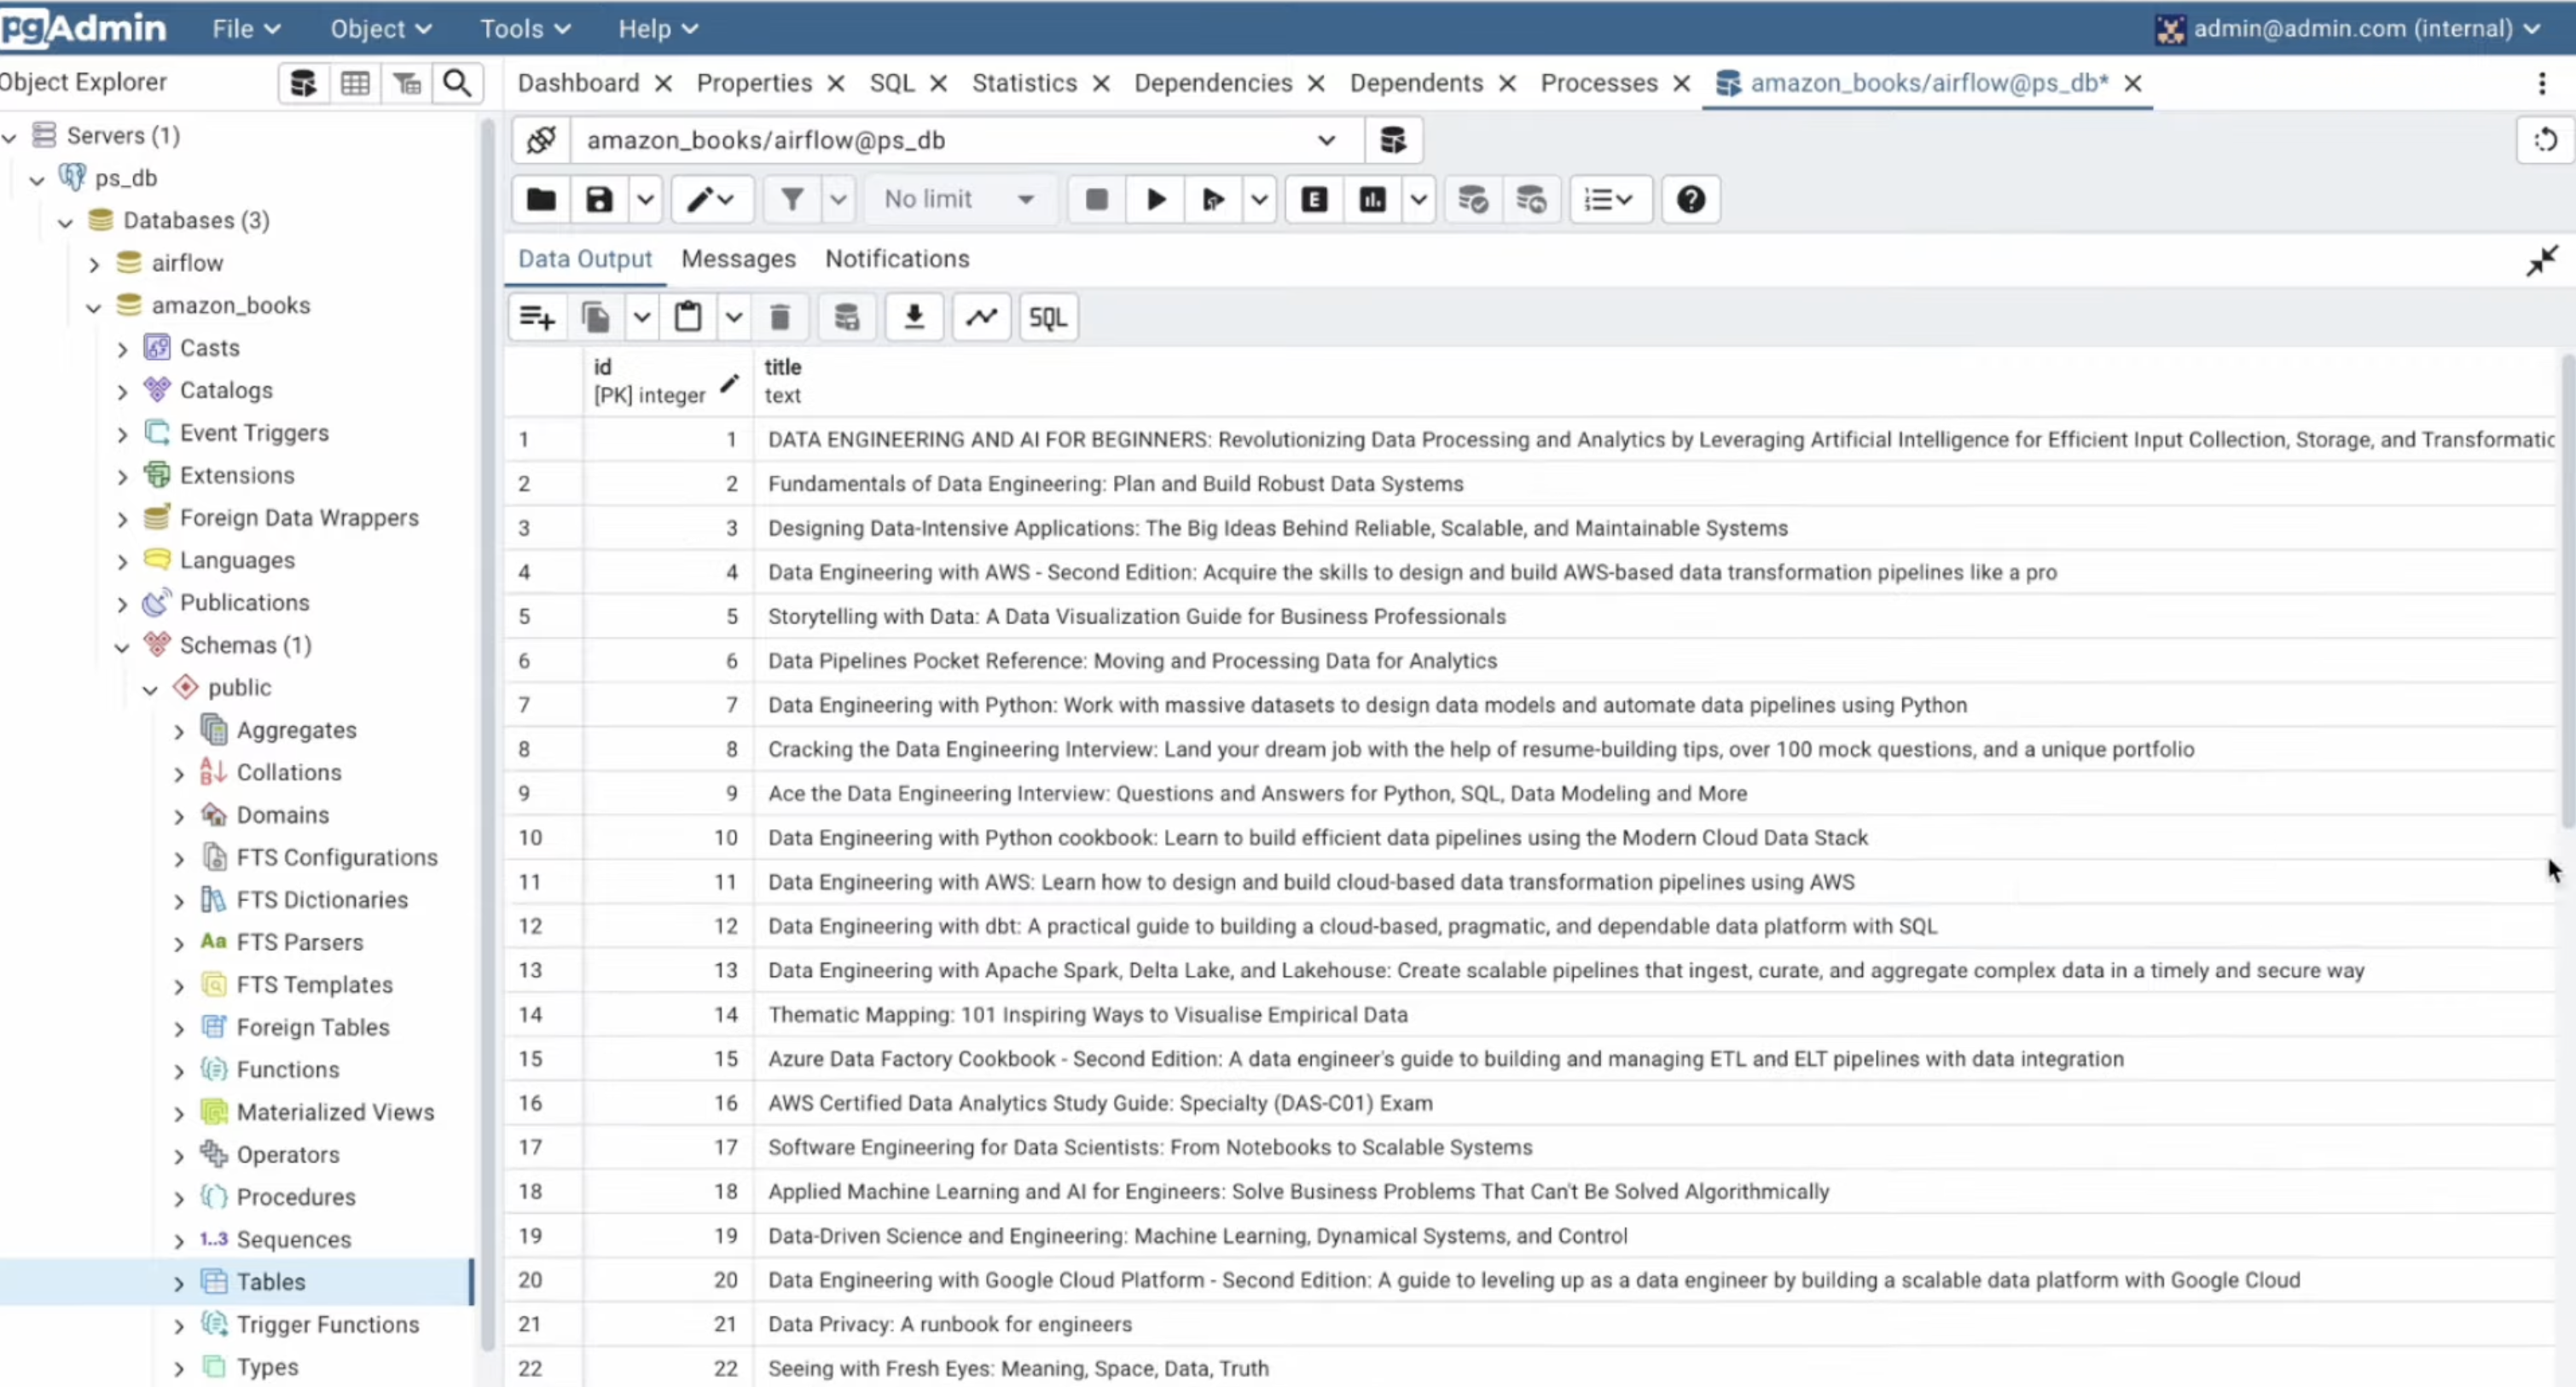 pgAdmin File Object Tools Help admin@admin.com (internal)
Object Explorer
Dashboard Properties SQL Statistics Dependencies Dependents Processes amazon_books/airflow@ps_db*
Servers (1)
ps_db
Databases (3)
airflow
amazon_books
Casts
Catalogs
Event Triggers
Extensions
Foreign Data Wrappers
Languages
Publications
Schemas (1)
public
Aggregates
Collations
Domains
FTS Configurations
FTS Dictionaries
Aa FTS Parsers
FTS Templates
Foreign Tables
Functions
Materialized Views
Operators
Procedures
1..3 Sequences
Tables
Trigger Functions
Types
amazon_books/airflow@ps_db
No limit E
Data Output Messages Notifications
SQL
id title
[PK] integer text
1 1 DATA ENGINEERING AND AI FOR BEGINNERS: Revolutionizing Data Processing and Analytics by Leveraging Artificial Intelligence for Efficient Input Collection, Storage, and Transformatic
2 2 Fundamentals of Data Engineering: Plan and Build Robust Data Systems
3 3 Designing Data-Intensive Applications: The Big Ideas Behind Reliable, Scalable, and Maintainable Systems
4 4 Data Engineering with AWS - Second Edition: Acquire the skills to design and build AWS-based data transformation pipelines like a pro
5 5 Storytelling with Data: A Data Visualization Guide for Business Professionals
6 6 Data Pipelines Pocket Reference: Moving and Processing Data for Analytics
7 7 Data Engineering with Python: Work with massive datasets to design data models and automate data pipelines using Python
8 8 Cracking the Data Engineering Interview: Land your dream job with the help of resume-building tips, over 100 mock questions, and a unique portfolio
9 9 Ace the Data Engineering Interview: Questions and Answers for Python, SQL, Data Modeling and More
10 10 Data Engineering with Python cookbook: Learn to build efficient data pipelines using the Modern Cloud Data Stack
11 11 Data Engineering with AWS: Learn how to design and build cloud-based data transformation pipelines using AWS
12 12 Data Engineering with dbt: A practical guide to building a cloud-based, pragmatic, and dependable data platform with SQL
13 13 Data Engineering with Apache Spark, Delta Lake, and Lakehouse: Create scalable pipelines that ingest, curate, and aggregate complex data in a timely and secure way
14 14 Thematic Mapping: 101 Inspiring Ways to Visualise Empirical Data
15 15 Azure Data Factory Cookbook - Second Edition: A data engineer's guide to building and managing ETL and ELT pipelines with data integration
16 16 AWS Certified Data Analytics Study Guide: Specialty (DAS-C01) Exam
17 17 Software Engineering for Data Scientists: From Notebooks to Scalable Systems
18 18 Applied Machine Learning and AI for Engineers: Solve Business Problems That Can't Be Solved Algorithmically
19 19 Data-Driven Science and Engineering: Machine Learning, Dynamical Systems, and Control
20 20 Data Engineering with Google Cloud Platform - Second Edition: A guide to leveling up as a data engineer by building a scalable data platform with Google Cloud
21 21 Data Privacy: A runbook for engineers
22 22 Seeing with Fresh Eyes: Meaning, Space, Data, Truth